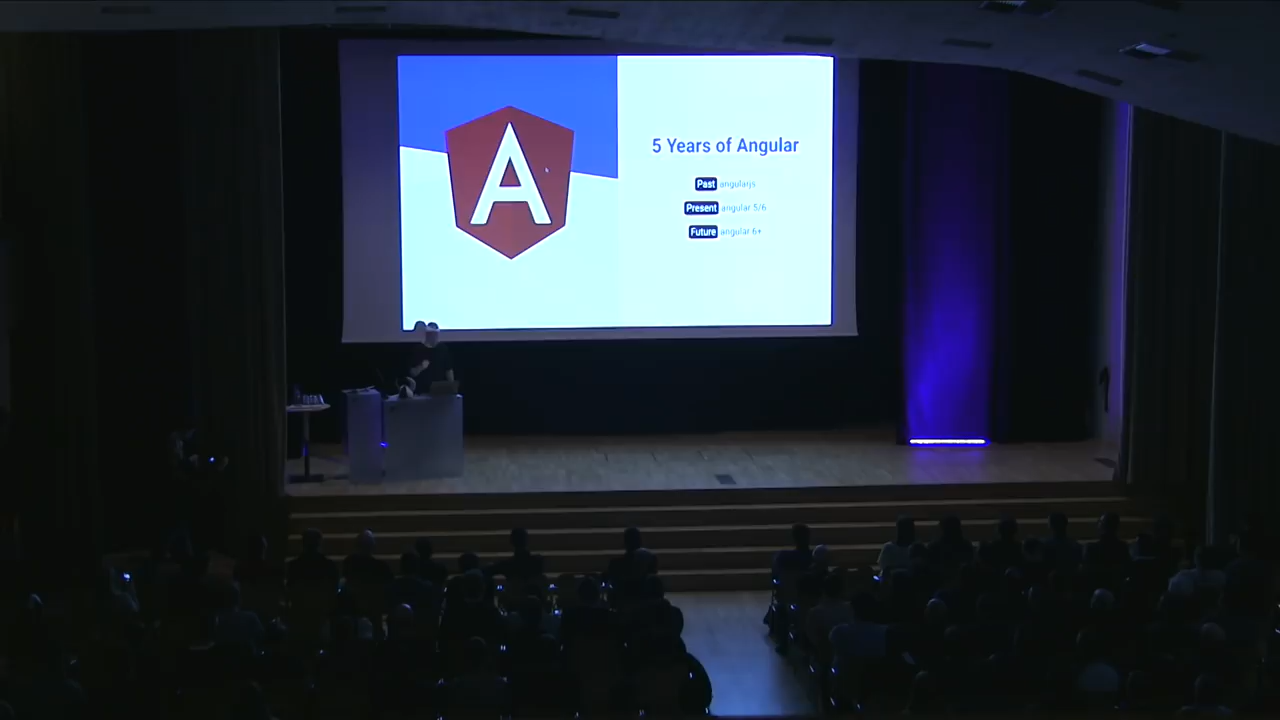 A
5 Years of Angular
Past angularjs
Present angular 5/6
Future angular 6+